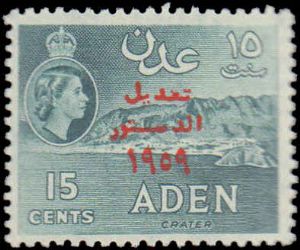 عدن ١٥
سنت
تعديل
الدستور
١٩٥٩
15 ADEN
CENTS
CRATER